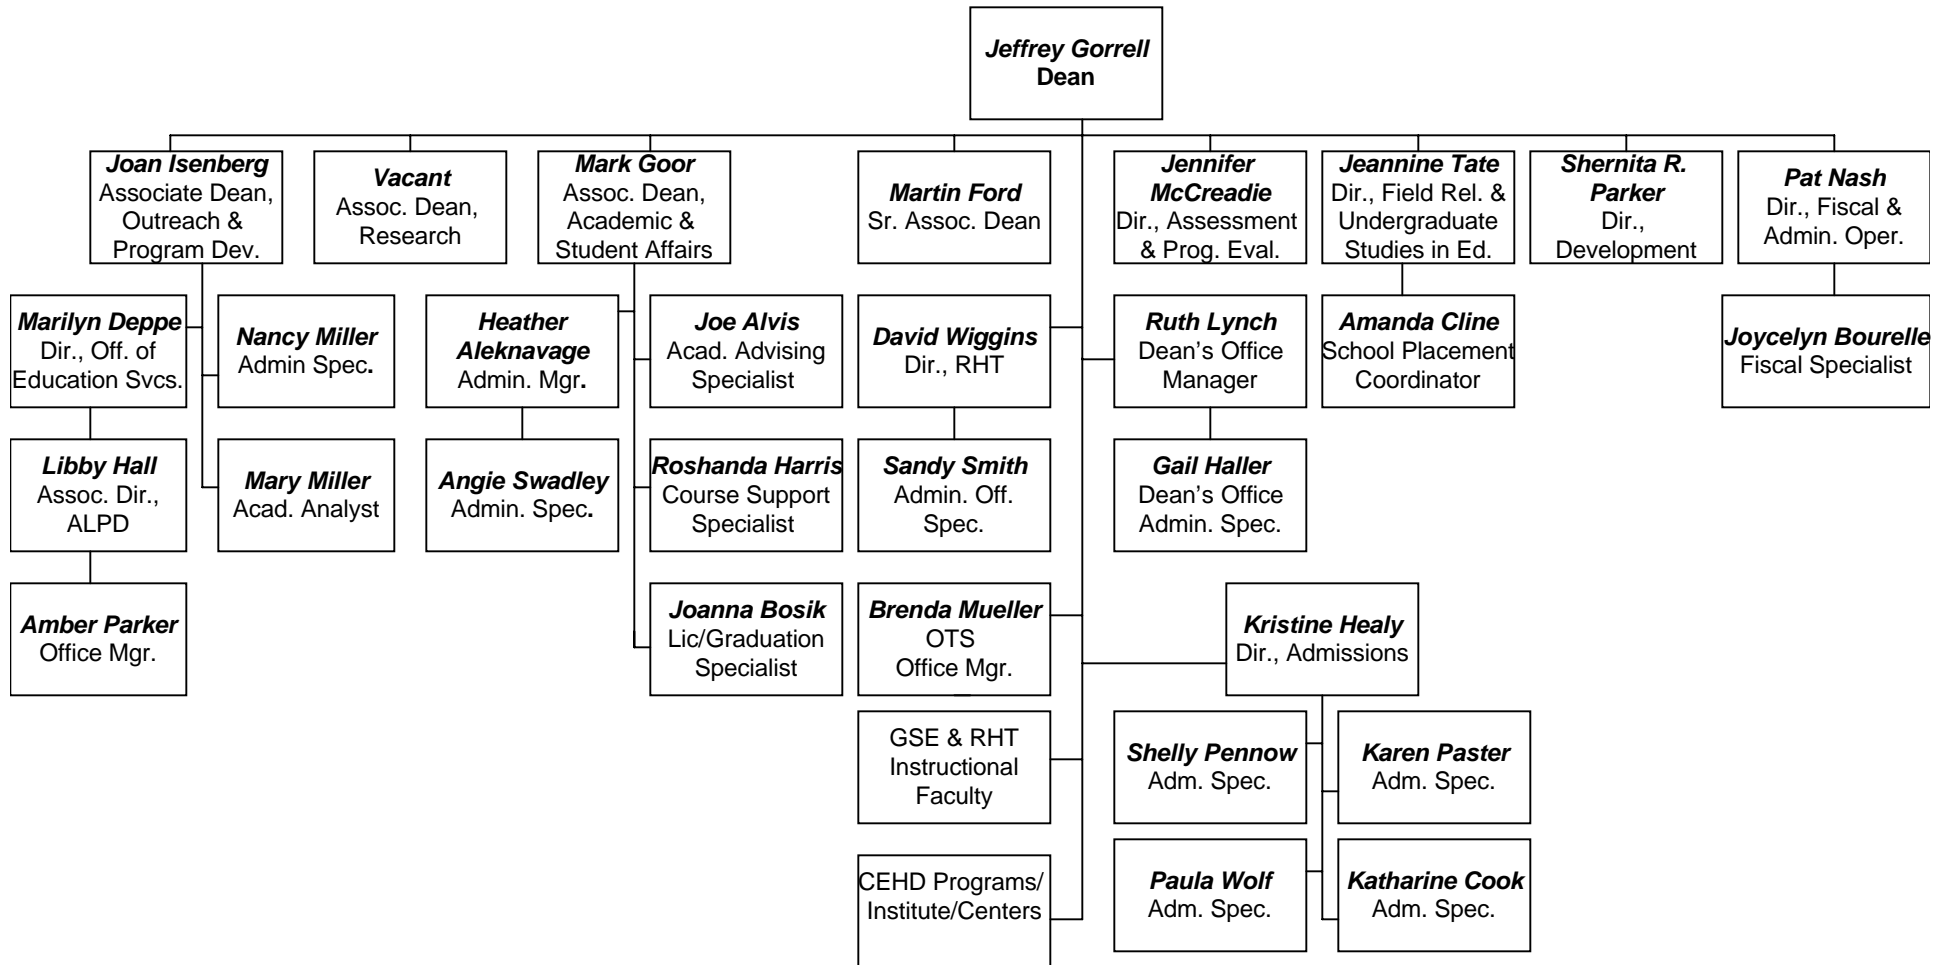 Jeffrey Gorrell
Dean
Joan Isenberg
Associate Dean,
Outreach &
Program Dev.
Vacant
Assoc. Dean,
Research
Mark Goor
Assoc. Dean,
Academic &
Student Affairs
Martin Ford
Sr. Assoc. Dean
Jennifer
McCreadie
Dir., Assessment
& Prog. Eval.
Jeannine Tate
Dir., Field Rel. &
Undergraduate
Studies in Ed.
Shernita R.
Parker
Dir.,
Development
Pat Nash
Dir., Fiscal &
Admin. Oper.
Marilyn Deppe
Dir., Off. of
Education Svcs.
Nancy Miller
Admin Spec.
Heather
Aleknavage
Admin. Mgr.
Joe Alvis
Acad. Advising
Specialist
David Wiggins
Dir., RHT
Ruth Lynch
Dean's Office
Manager
Amanda Cline
School Placement
Coordinator
Joycelyn Bourelle
Fiscal Specialist
Libby Hall
Assoc. Dir.,
ALPD
Mary Miller
Acad. Analyst
Angie Swadley
Admin. Spec.
Roshanda Harris
Course Support
Specialist
Sandy Smith
Admin. Off.
Spec.
Gail Haller
Dean's Office
Admin. Spec.
Amber Parker
Office Mgr.
Joanna Bosik
Lic/Graduation
Specialist
Brenda Mueller
OTS
Office Mgr.
Kristine Healy
Dir., Admissions
GSE & RHT
Instructional
Faculty
Shelly Pennow
Adm. Spec.
Karen Paster
Adm. Spec.
CEHD Programs/
Institute/Centers
Paula Wolf
Adm. Spec.
Katharine Cook
Adm. Spec.